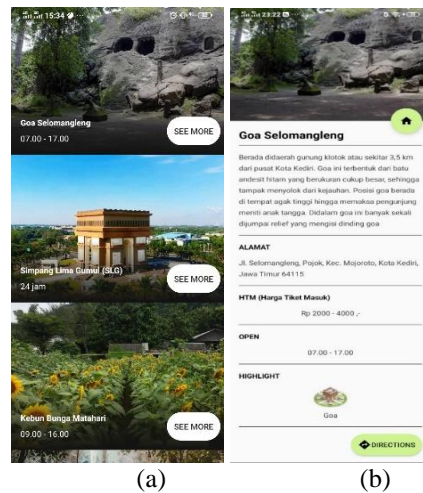 15:34
Goa Selomangleng
07.00 - 17.00
SEE MORE
Simpang Lima Gumul (SLG)
24 jam
SEE MORE
Kebun Bunga Matahari
09.00 - 16.00
SEE MORE
(a)
23:22
Goa Selomangleng
Berada didaerah gunung klotok atau sekitar 3,5 km
dari pusat Kota Kediri. Goa ini terbentuk dari batu
andesit hitam yang berukuran cukup besar, sehingga
tampak menyolok dari kejauhan. Posisi goa berada
di tempat agak tinggi hingga memaksa pengunjung
meniti anak tangga. Didalam goa ini banyak sekali
dijumpai relief yang mengisi dinding goa
ALAMAT
Jl. Selomangleng, Pojok, Kec. Mojoroto, Kota Kediri,
Jawa Timur 64115
HTM (Harga Tiket Masuk)
Rp 2000 - 4000 ,-
OPEN
07.00 - 17.00
HIGHLIGHT
Goa
DIRECTIONS
(b)